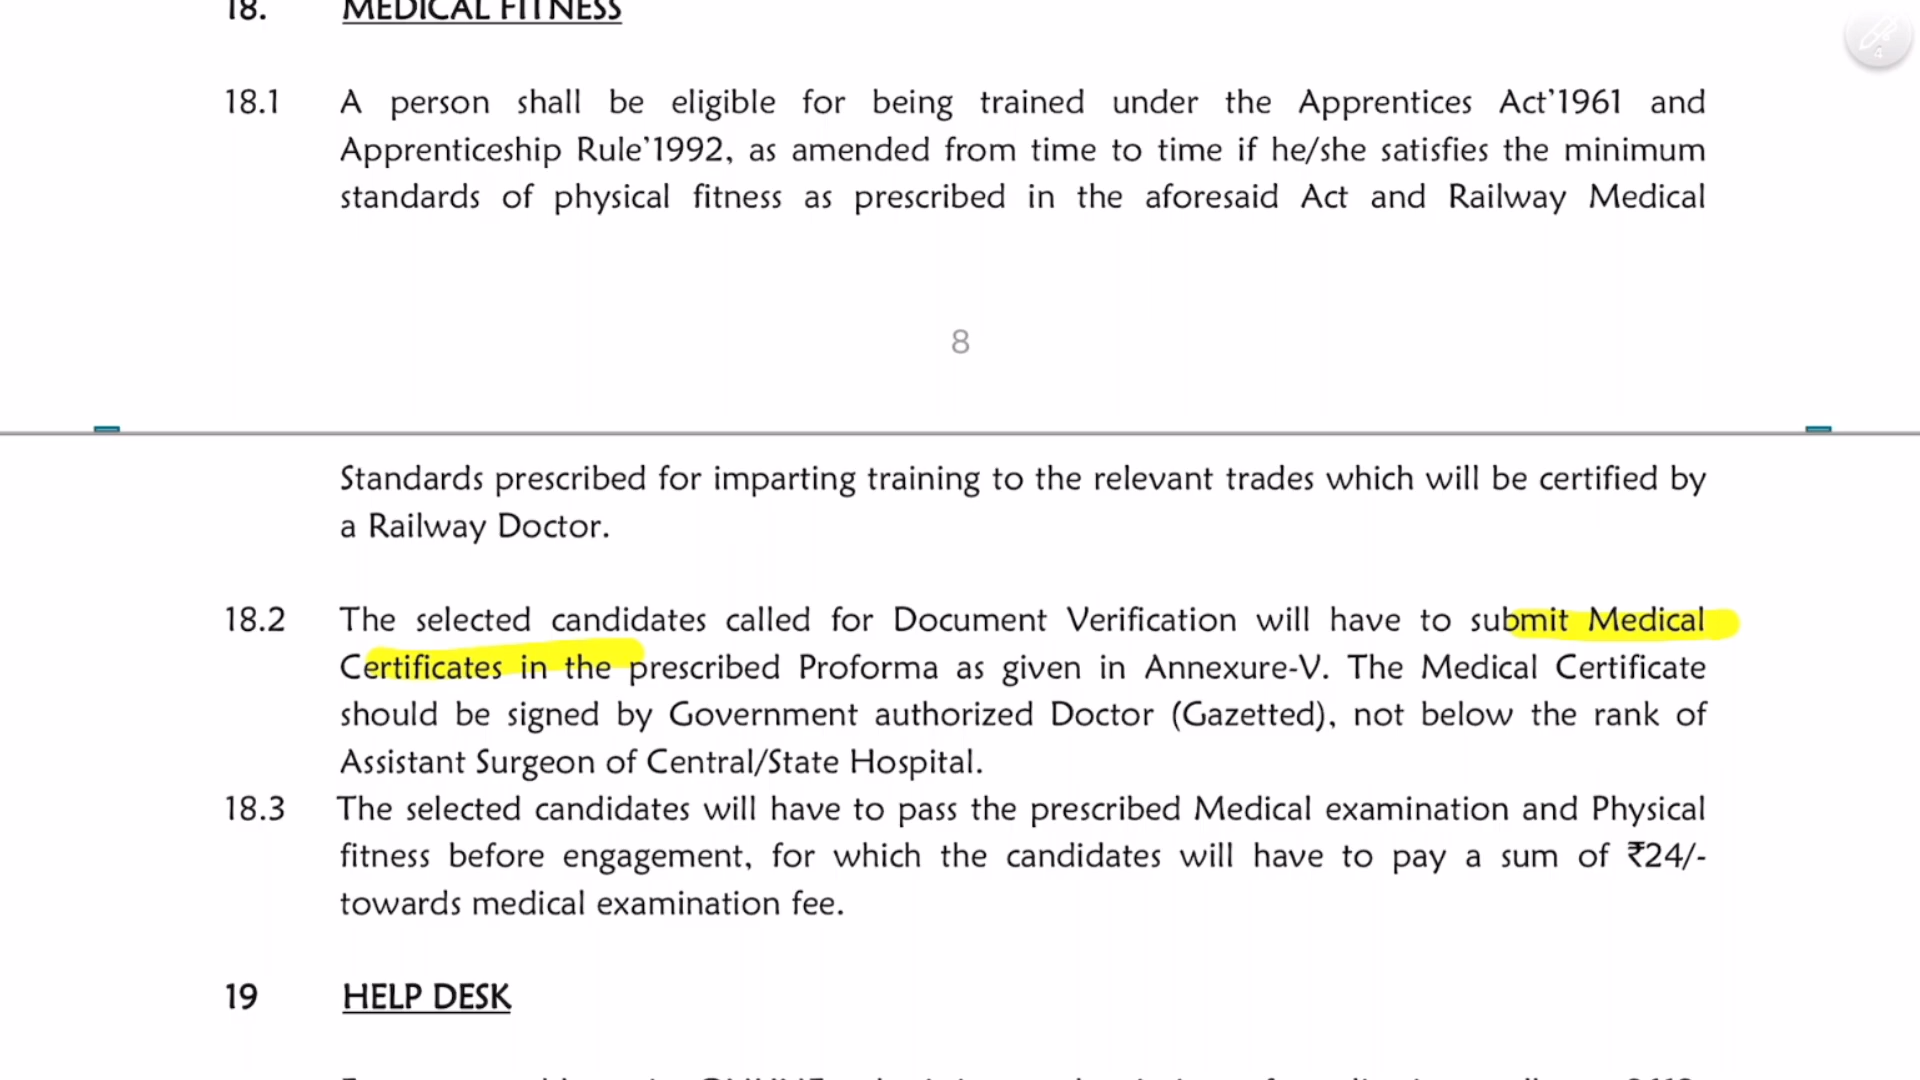 18. MEDICAL FITNESS
4
18.1 A person shall be eligible for being trained under the Apprentices Act'1961 and
Apprenticeship Rule'1992, as amended from time to time if he/she satisfies the minimum
standards of physical fitness as prescribed in the aforesaid Act and Railway Medical
8
Standards prescribed for imparting training to the relevant trades which will be certified by
a Railway Doctor.
18.2 The selected candidates called for Document Verification will have to submit Medical
Certificates in the prescribed Proforma as given in Annexure-V. The Medical Certificate
should be signed by Government authorized Doctor (Gazetted), not below the rank of
Assistant Surgeon of Central/State Hospital.
18.3 The selected candidates will have to pass the prescribed Medical examination and Physical
fitness before engagement, for which the candidates will have to pay a sum of ₹24/-
towards medical examination fee.
19 HELP DESK